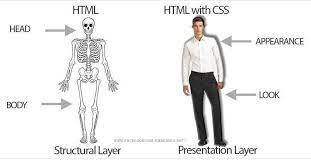 HTML
HTML with CSS
HEAD
APPEARANCE
LOOK
BODY
Structural Layer
Presentation Layer